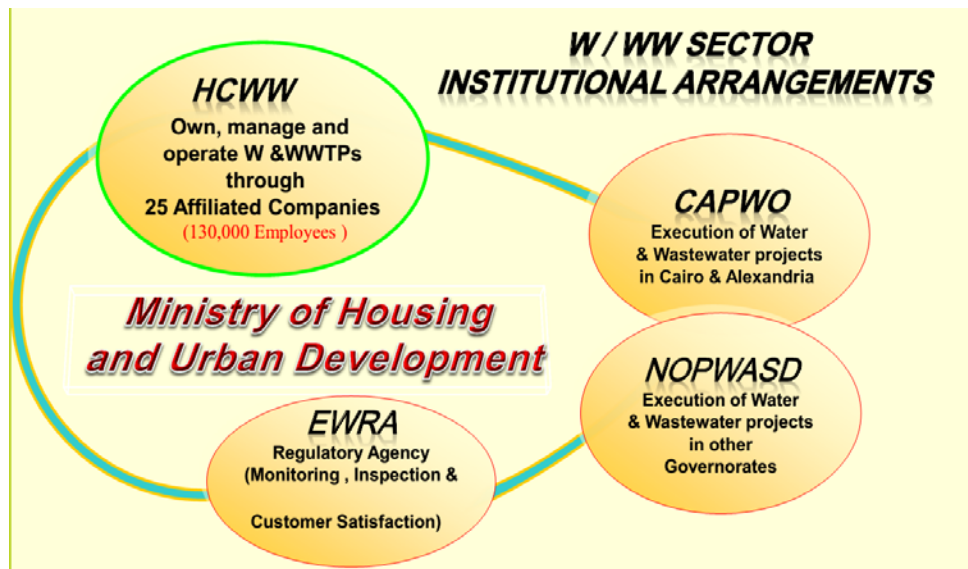 W / WW SECTOR
INSTITUTIONAL ARRANGEMENTS
HCWW
Own, manage and
operate W &WWTPs
through
25 Affiliated Companies
(130,000 Employees )
CAPWO
Execution of Water
& Wastewater projects
in Cairo & Alexandria
Ministry of Housing
and Urban Development
NOPWASD
Execution of Water
& Wastewater projects
in other
Governorates
EWRA
Regulatory Agency
(Monitoring , Inspection &
Customer Satisfaction)